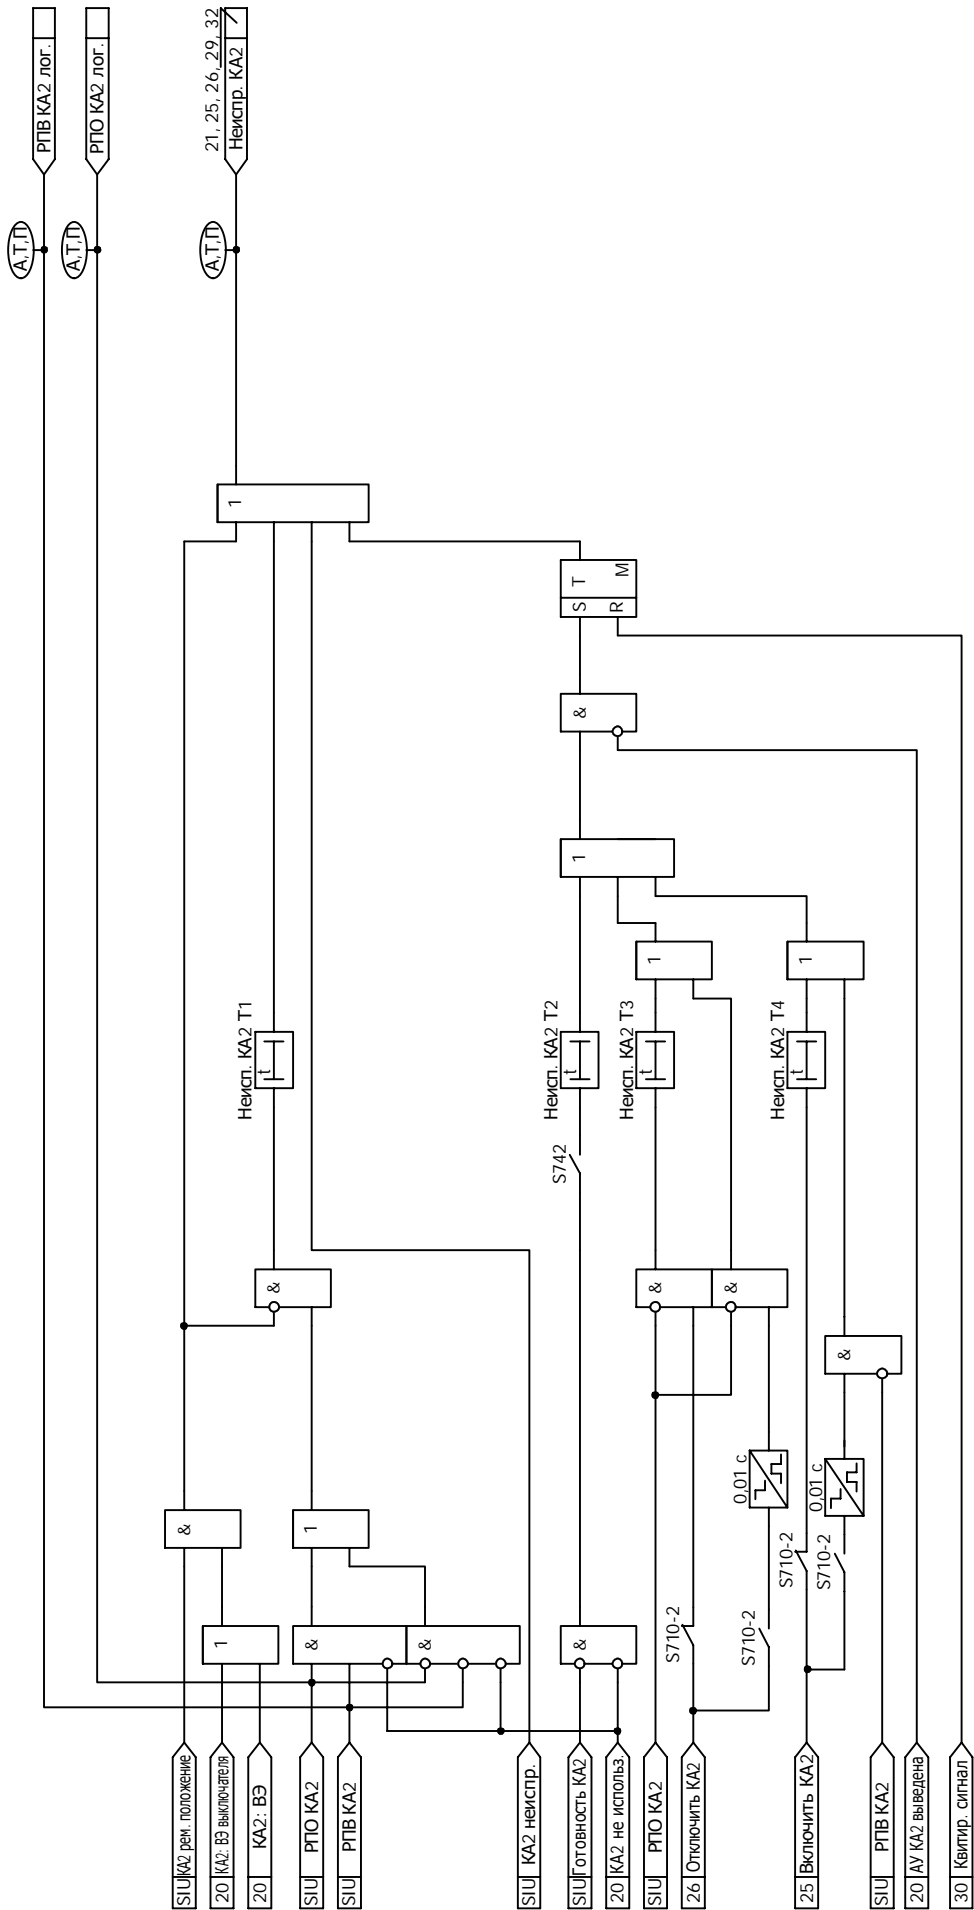 РПВ КА2 лог.
РПО КА2 лог.
21, 25, 26, 29, 32
Неиспр. КА2
А,Т,П
А,Т,П
А,Т,П
1
T
M
S
R
&
1
1
1
Неисп. КА2 Т1
t
Неисп. КА2 Т2
t
Неисп. КА2 Т3
t
Неисп. КА2 Т4
t
S742
&
&
&
&
0,01 с
0,01 с
&
1
S710-2
S710-2
S710-2
S710-2
1
&
&
&
SIU КА2 рем. положение
20 КА2: ВЭ выключателя
20 КА2: ВЭ
SIU РПО КА2
SIU РПВ КА2
SIU КА2 неиспр.
SIU Готовность КА2
20 КА2 не использ.
SIU РПО КА2
26 Отключить КА2
25 Включить КА2
SIU РПВ КА2
20 АУ КА2 выведена
30 Квитир. сигнал